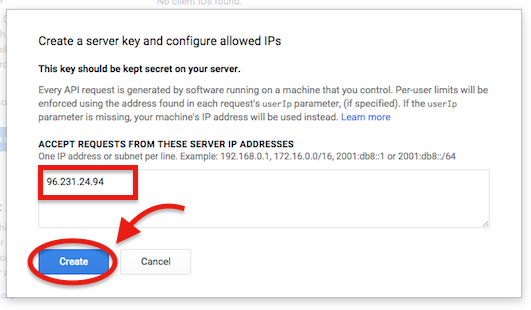 No client IDs found.
Create a server key and configure allowed IPs
This key should be kept secret on your server.
Every API request is generated by software running on a machine that you control. Per-user limits will
be enforced using the address found in each request's userIp parameter, (if specified). If the userIp
parameter is missing, your machine's IP address will be used instead. Learn more
ACCEPT REQUESTS FROM THESE SERVER IP ADDRESSES
One IP address or subnet per line. Example: 192.168.0.1, 172.16.0.0/16, 2001:db8::1 or 2001:db8::/64
96.231.24.94
Create Cancel